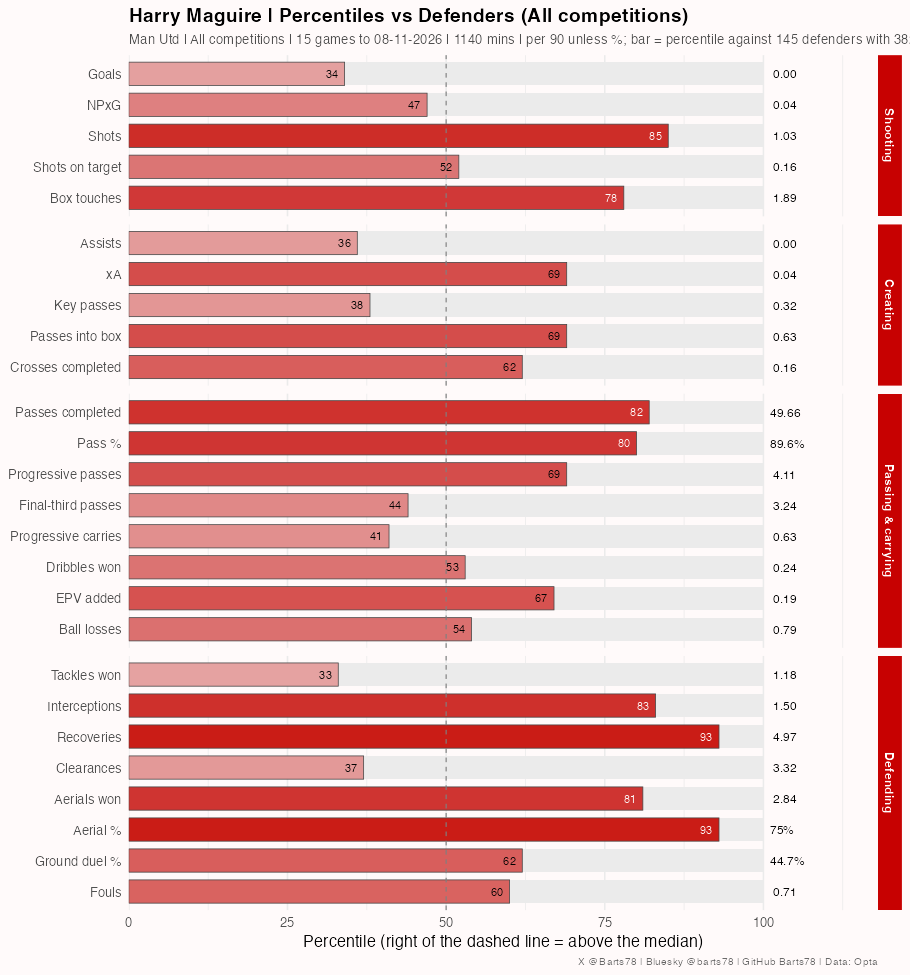 Harry Maguire | Percentiles vs Defenders (All competitions)
Man Utd | All competitions | 15 games to 08-11-2026 | 1140 mins | per 90 unless %; bar = percentile against 145 defenders with 38
Goals 34 0.00
NPxG 47 0.04
Shots 85 1.03
Shots on target 52 0.16
Box touches 78 1.89
Shooting
Assists 36 0.00
xA 69 0.04
Key passes 38 0.32
Passes into box 69 0.63
Crosses completed 62 0.16
Creating
Passes completed 82 49.66
Pass % 80 89.6%
Progressive passes 69 4.11
Final-third passes 44 3.24
Progressive carries 41 0.63
Dribbles won 53 0.24
EPV added 67 0.19
Ball losses 54 0.79
Passing & carrying
Tackles won 33 1.18
Interceptions 83 1.50
Recoveries 93 4.97
Clearances 37 3.32
Aerials won 81 2.84
Aerial % 93 75%
Ground duel % 62 44.7%
Fouls 60 0.71
Defending
0 25 50 75 100
Percentile (right of the dashed line = above the median)
X @Barts78 | Bluesky @barts78 | GitHub Barts78 | Data: Opta